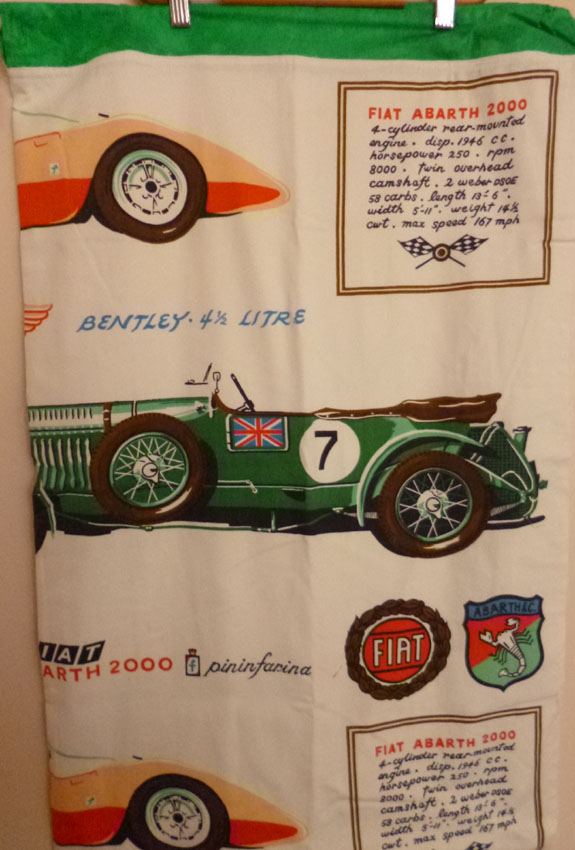 FIAT ABARTH 2000
4-cylinder rear-mounted
engine. disp. 1946 c c.
horsepower 250. rpm
8000. twin overhead
camshaft. 2 weber DSOE
58 carbs. length 13'- 6".
width 5'-11". weight 14½
cwt. max speed 167 mph
BENTLEY · 4½ LITRE
7
FIAT
ABARTH & C.
IAT
ARTH 2000 f pininfarina
FIAT ABARTH 2000
4-cylinder rear-mounted
engine. disp. 1946 c c.
horsepower 250. rpm
8000. twin overhead
camshaft. 2 weber DSOE
58 carbs. length 13'- 6".
width 5'-11". weight 14½
cwt. max speed 167 mph